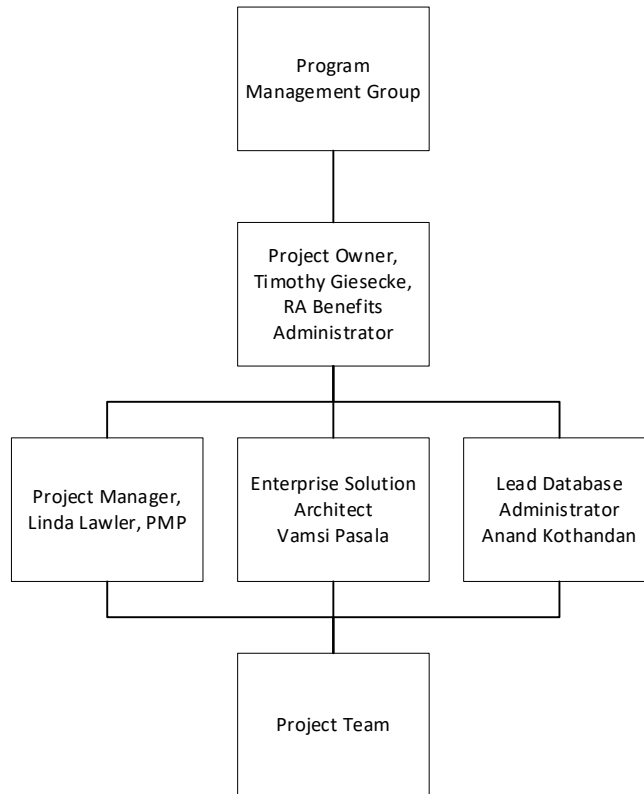 Program
Management Group
Project Owner,
Timothy Giesecke,
RA Benefits
Administrator
Project Manager,
Linda Lawler, PMP
Enterprise Solution
Architect
Vamsi Pasala
Lead Database
Administrator
Anand Kothandan
Project Team